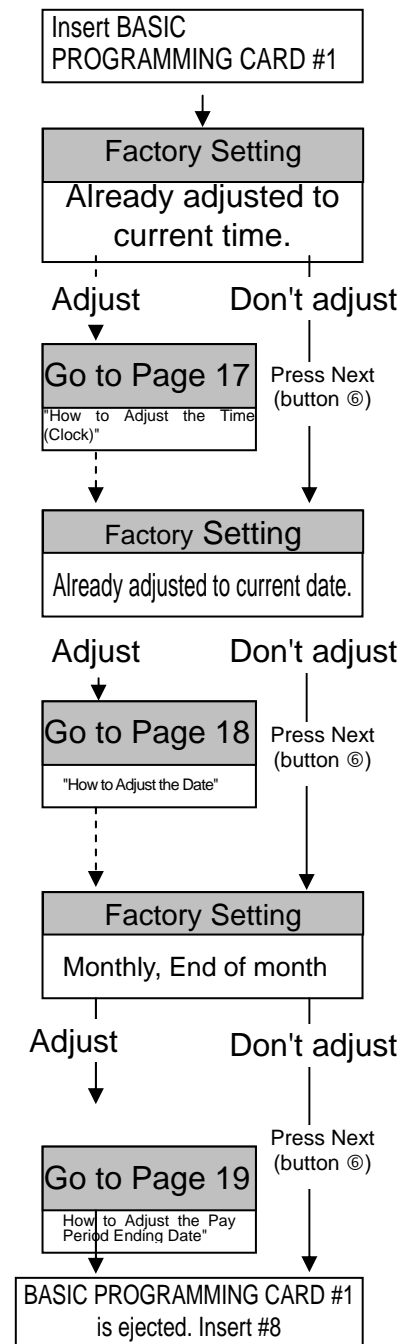 Insert BASIC
PROGRAMMING CARD #1
Factory Setting
Already adjusted to
current time.
Adjust Don't adjust
Go to Page 17
"How to Adjust the Time
(Clock)"
Press Next
(button ⑥)
Factory Setting
Already adjusted to current date.
Adjust Don't adjust
Go to Page 18
"How to Adjust the Date"
Press Next
(button ⑥)
Factory Setting
Monthly, End of month
Adjust Don't adjust
Press Next
(button ⑥)
Go to Page 19
How to Adjust the Pay
Period Ending Date"
BASIC PROGRAMMING CARD #1
is ejected. Insert #8